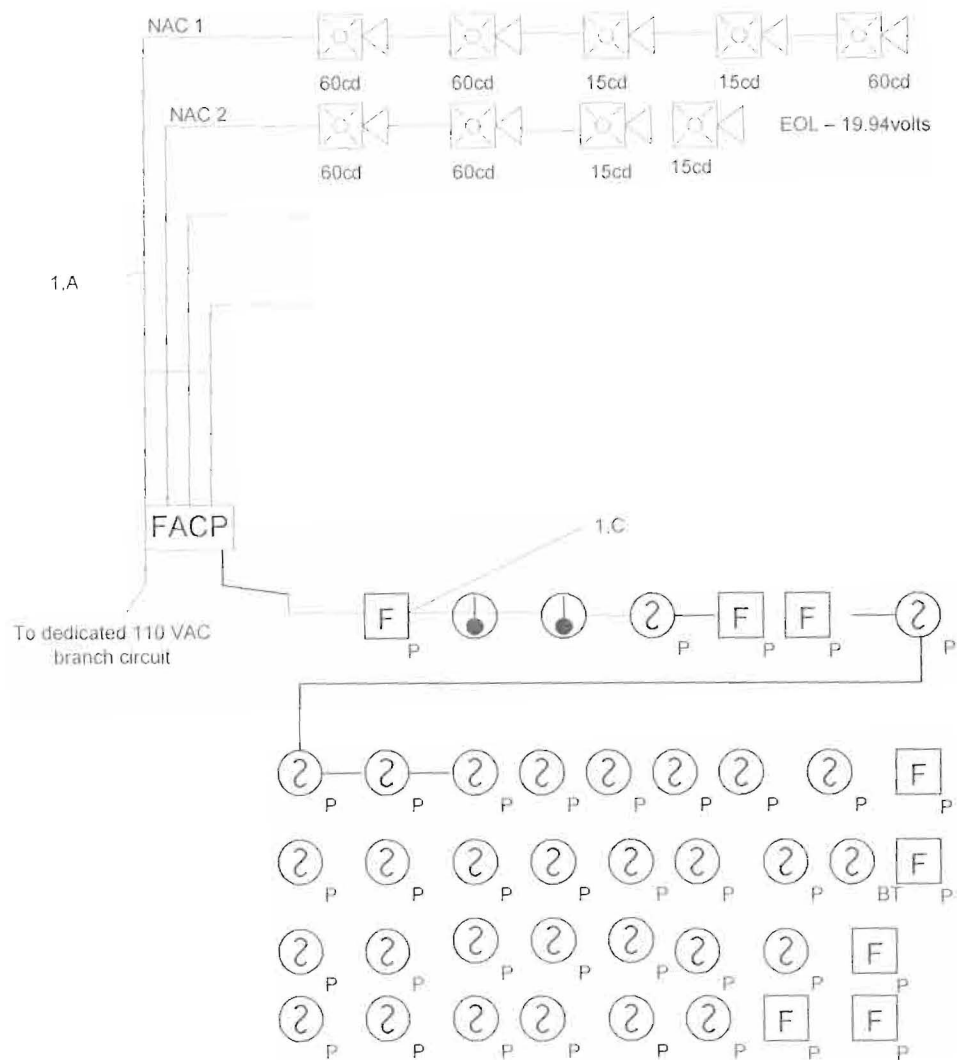 NAC 1
60cd 60cd 15cd 15cd 60cd
NAC 2
EOL – 19.94volts
60cd 60cd 15cd 15cd
1,A
FACP
1,C
To dedicated 110 VAC
branch circuit
F F F
P P P P P
F
P P P P P P P P P
F
P P P P P P P BT P
F
P P P P P P P P
F F
P P P P P P P P